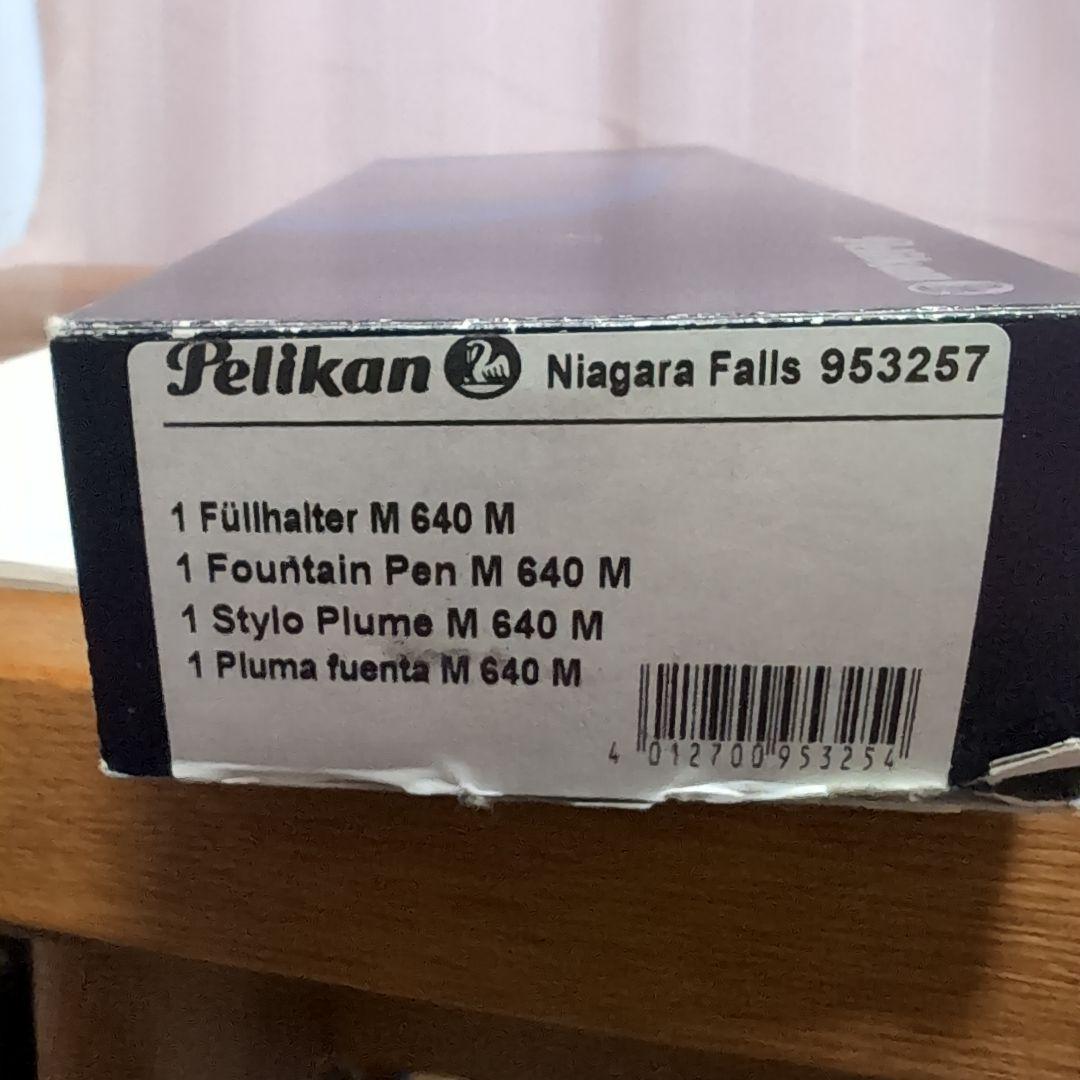 Pelikan Niagara Falls 953257
1 Füllhalter M 640 M
1 Fountain Pen M 640 M
1 Stylo Plume M 640 M
1 Pluma fuenta M 640 M
4 012700 953254